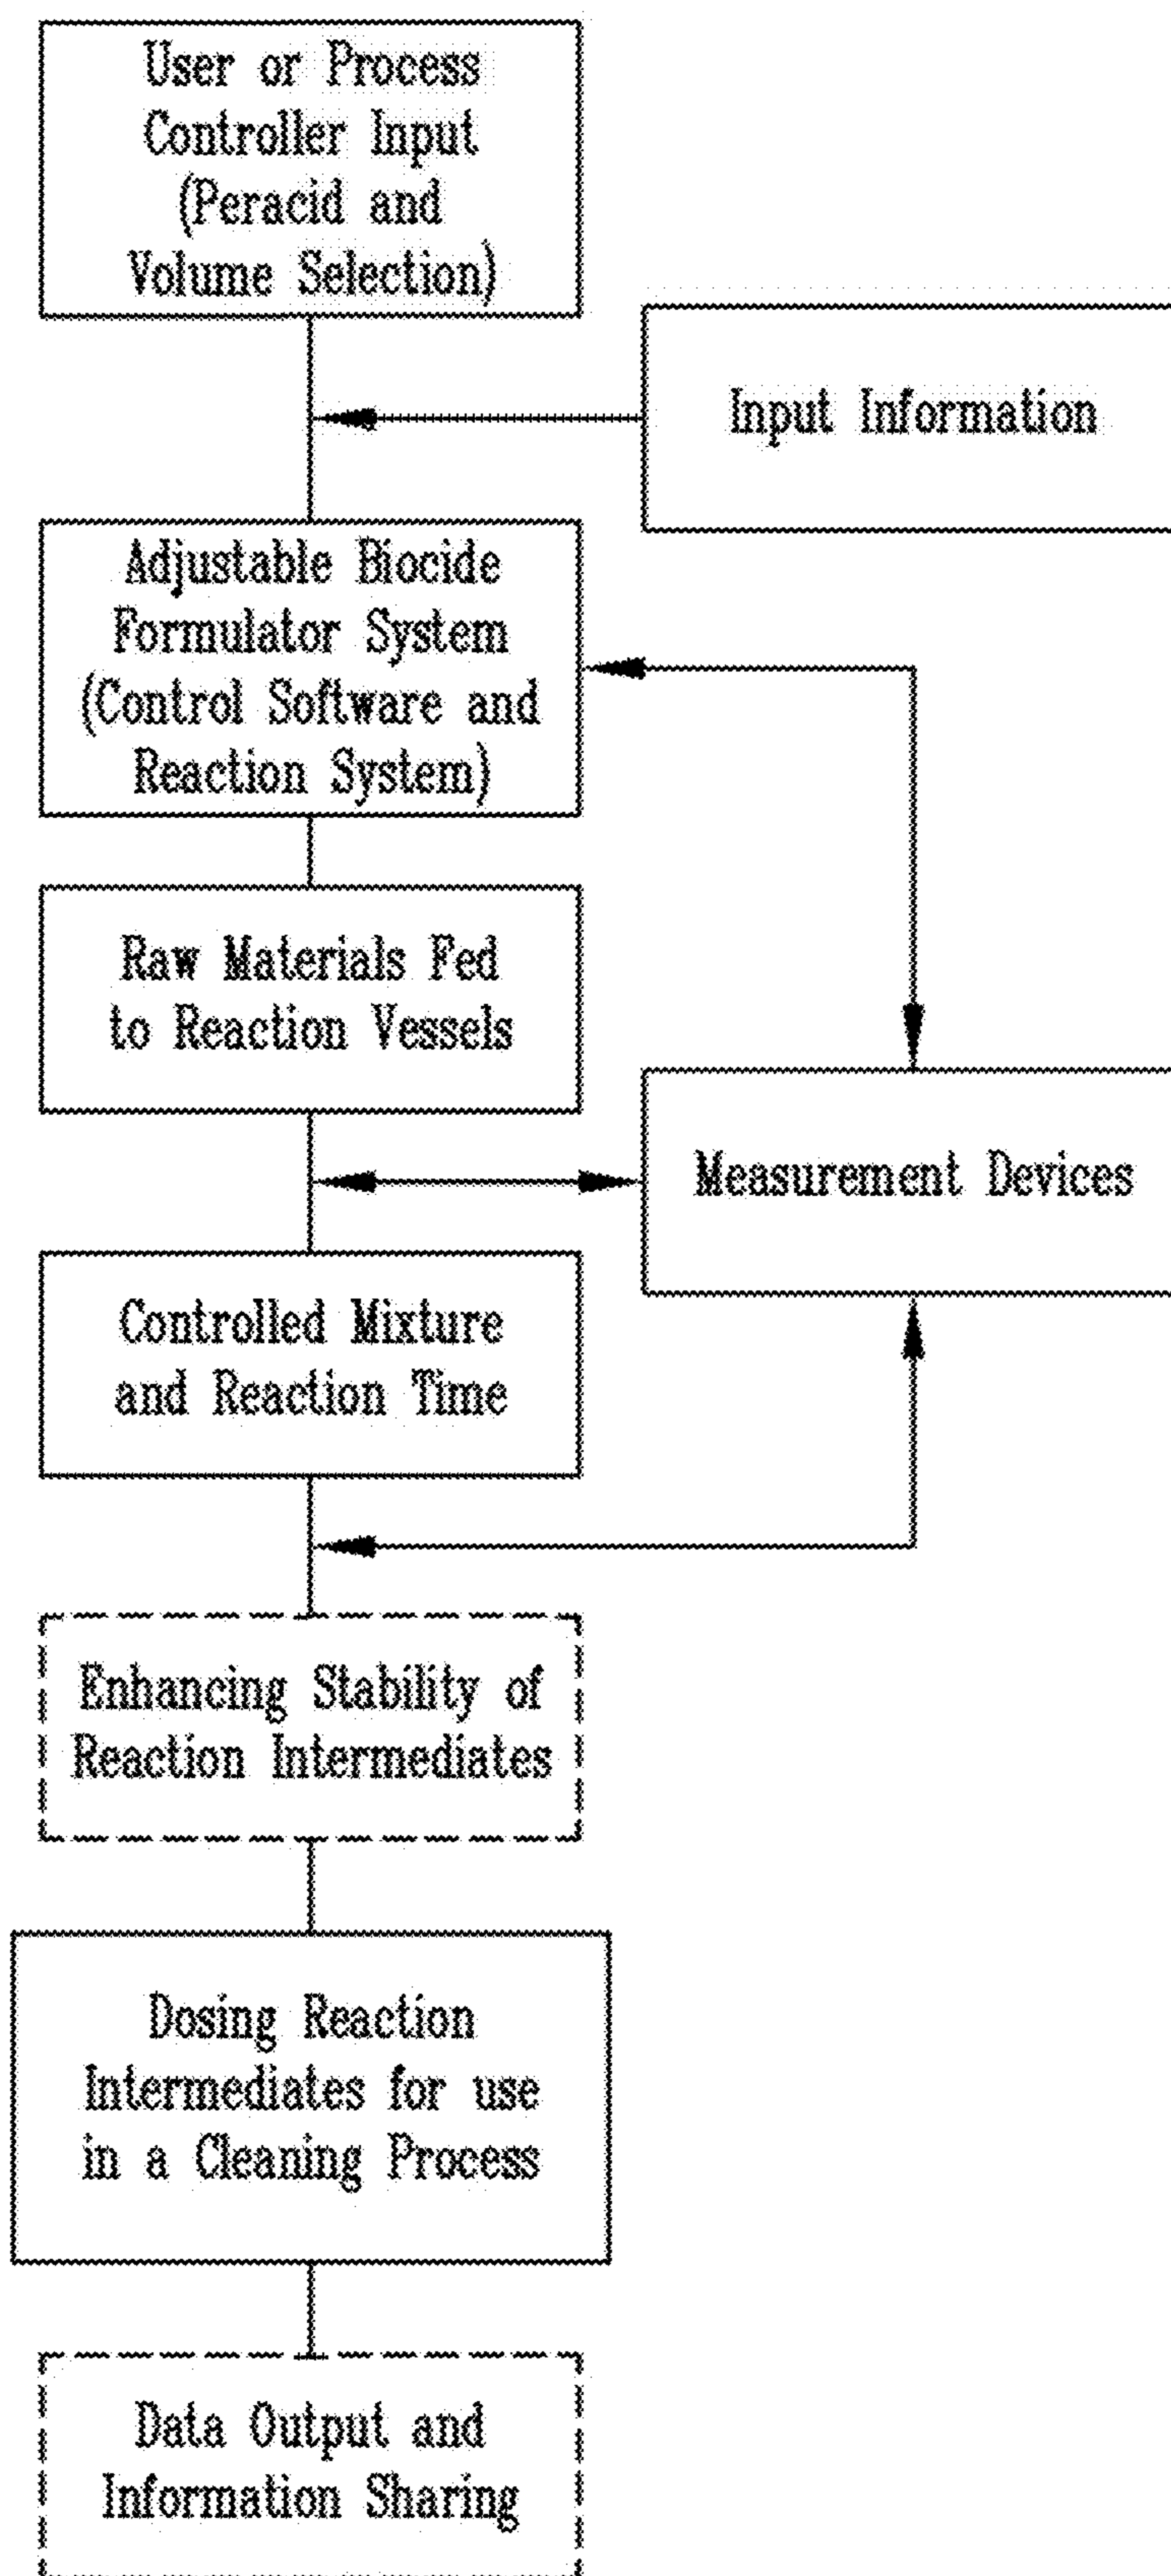 User or Process
Controller Input
(Peracid and
Volume Selection)
Input Information
Adjustable Biocide
Formulator System
(Control Software and
Reaction System)
Raw Materials Fed
to Reaction Vessels
Measurement Devices
Controlled Mixture
and Reaction Time
Enhancing Stability of
Reaction Intermediates
Dosing Reaction
Intermediates for use
in a Cleaning Process
Data Output and
Information Sharing